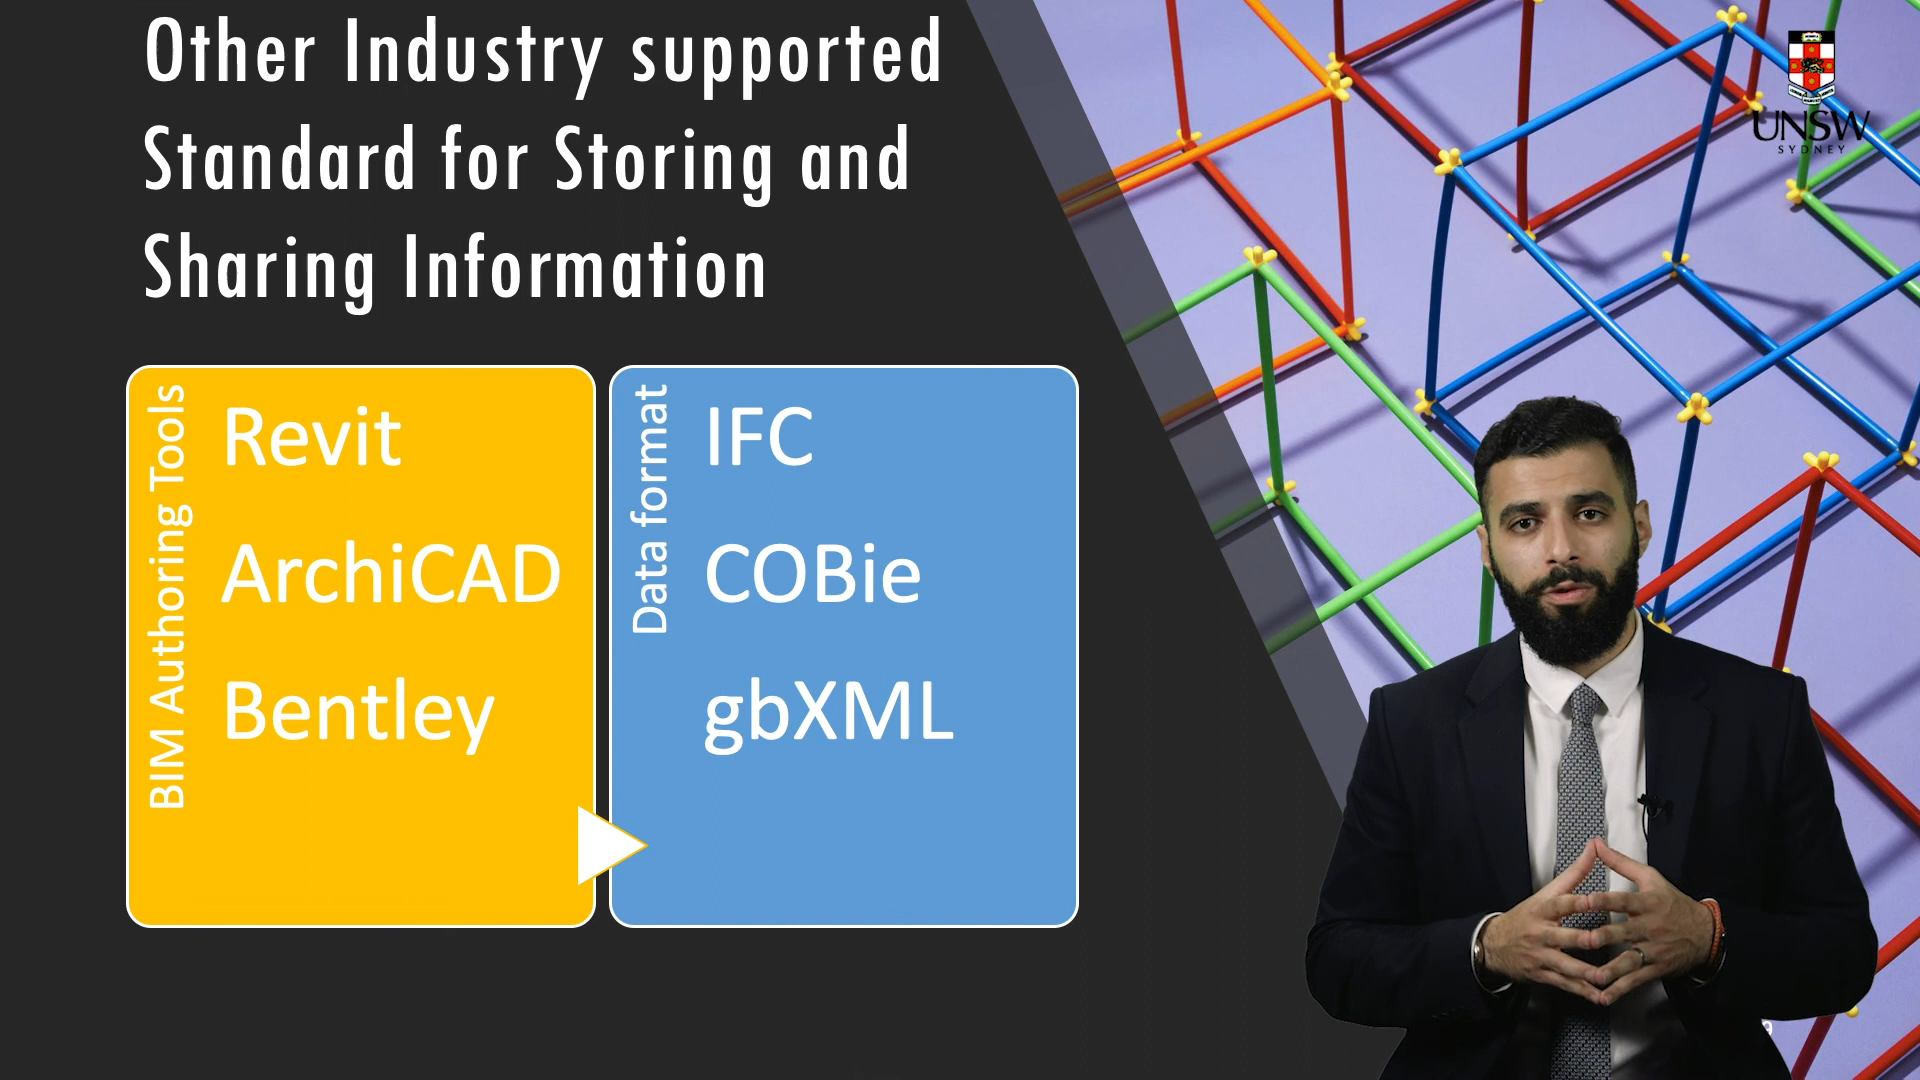 Other Industry supported
Standard for Storing and
Sharing Information
BIM Authoring Tools
Revit
ArchiCAD
Bentley
Data format
IFC
COBie
gbXML
UNSW
SYDNEY
9